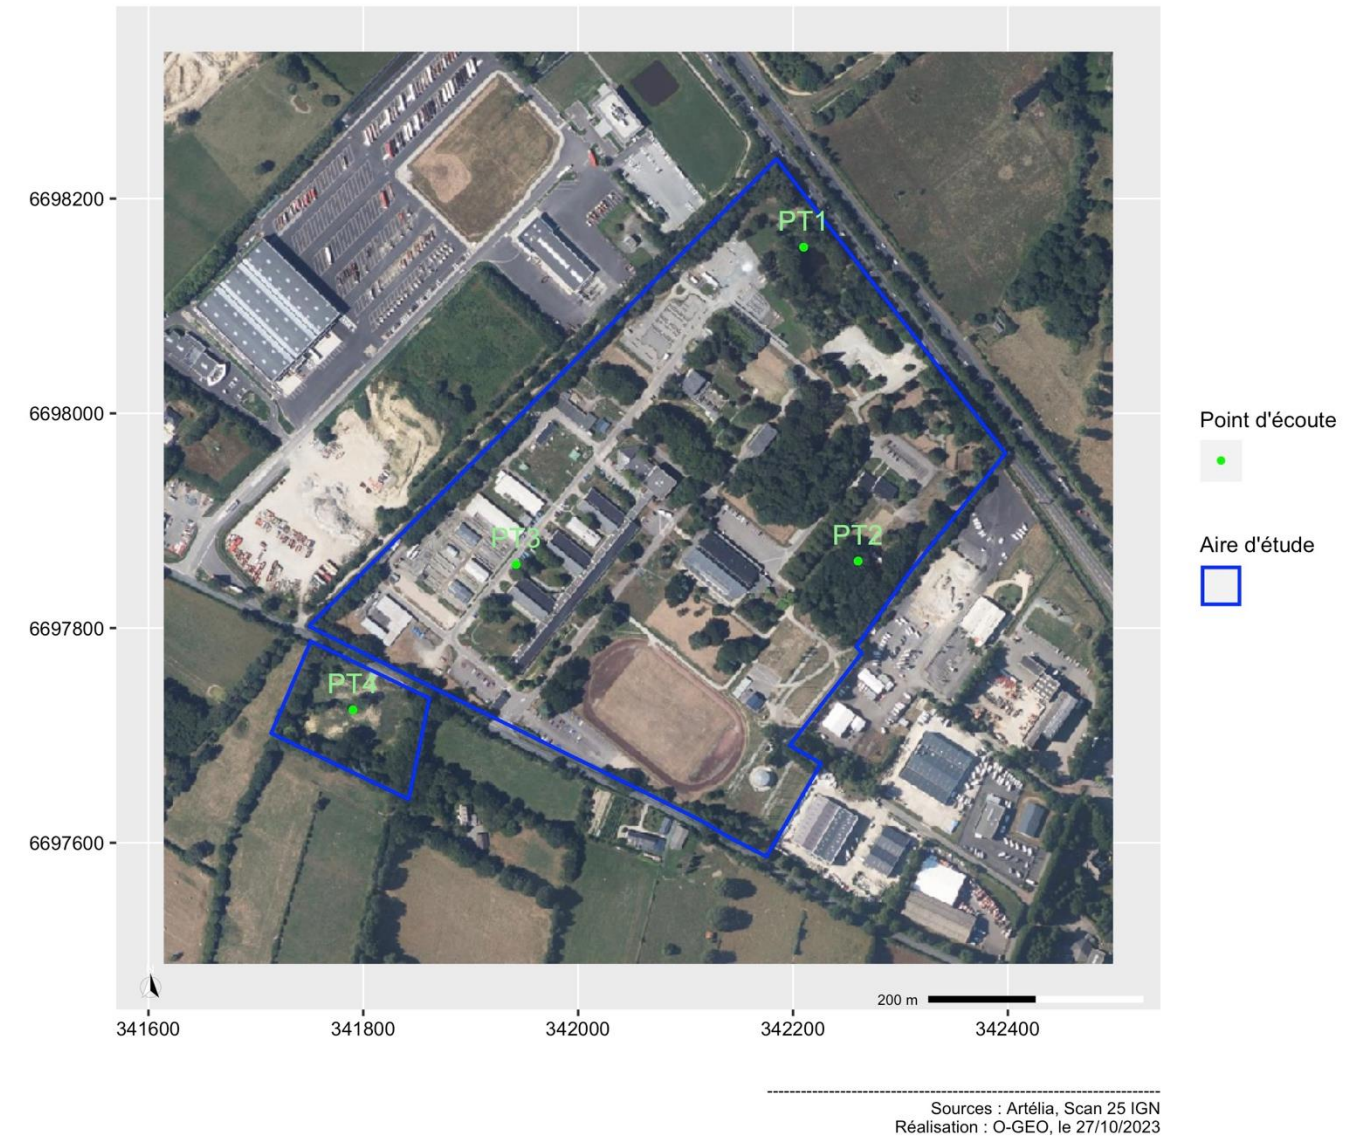 6698200
6698000
6697800
6697600
341600
341800
342000
342200
342400
PT1
PT2
PT3
PT4
200 m
Point d'écoute
Aire d'étude
Sources : Artélia, Scan 25 IGN
Réalisation : O-GEO, le 27/10/2023